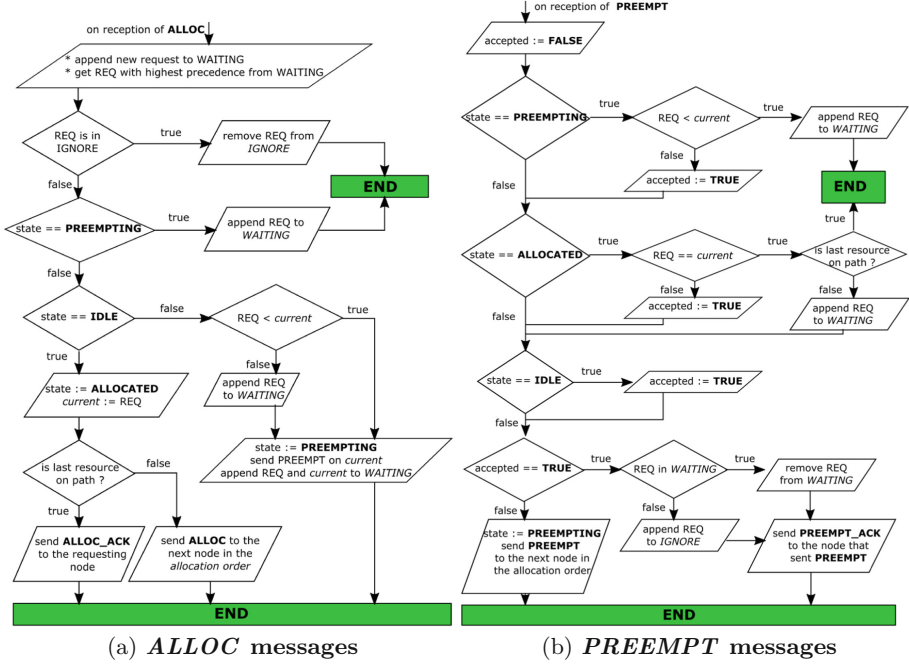 on reception of ALLOC
* append new request to WAITING
* get REQ with highest precedence from WAITING
REQ is in
IGNORE
true
remove REQ from
IGNORE
false
END
state == PREEMPTING
true
append REQ to
WAITING
false
state == IDLE
false
REQ < current
true
true
false
state := ALLOCATED
current := REQ
append REQ
to WAITING
state := PREEMPTING
send PREEMPT on current
append REQ and current to WAITING
is last resource
on path ?
false
true
send ALLOC_ACK
to the requesting
node
send ALLOC to the
next node in the
allocation order
END
(a) ALLOC messages
on reception of PREEMPT
accepted := FALSE
state == PREEMPTING
true
REQ < current
true
append REQ
to WAITING
false
false
accepted := TRUE
END
true
state == ALLOCATED
true
REQ == current
true
is last resource
on path ?
false
false
false
accepted := TRUE
append REQ
to WAITING
state == IDLE
true
accepted := TRUE
false
accepted == TRUE
true
REQ in WAITING
true
remove REQ
from WAITING
false
false
state := PREEMPTING
send PREEMPT
to the next node in
the allocation order
append REQ
to IGNORE
send PREEMPT_ACK
to the node that
sent PREEMPT
END
(b) PREEMPT messages